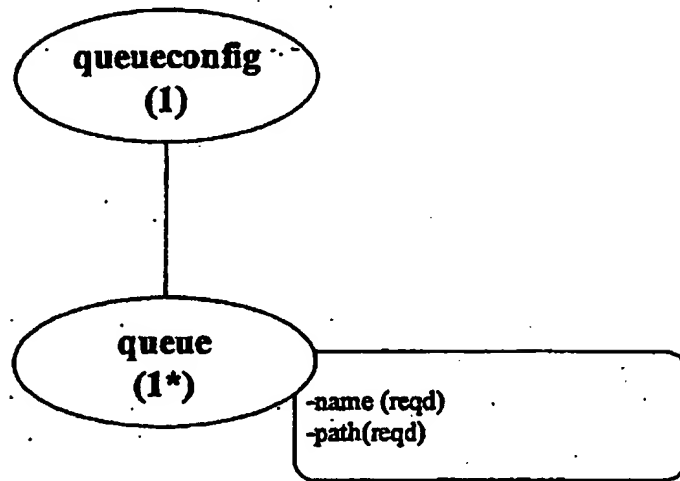 queueconfig
(1)
queue
(1*)
-name (reqd)
-path(reqd)